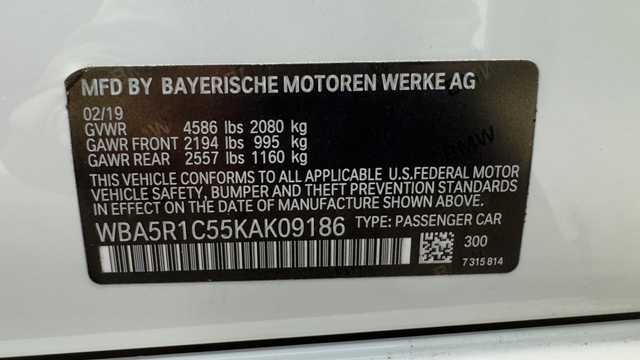 MFD BY BAYERISCHE MOTOREN WERKE AG
02/19
GVWR 4586 lbs 2080 kg
GAWR FRONT 2194 lbs 995 kg
GAWR REAR 2557 lbs 1160 kg
THIS VEHICLE CONFORMS TO ALL APPLICABLE U.S.FEDERAL MOTOR
VEHICLE SAFETY, BUMPER AND THEFT PREVENTION STANDARDS
IN EFFECT ON THE DATE OF MANUFACTURE SHOWN ABOVE.
WBA5R1C55KAK09186 TYPE: PASSENGER CAR
300
7 315 814
BMW